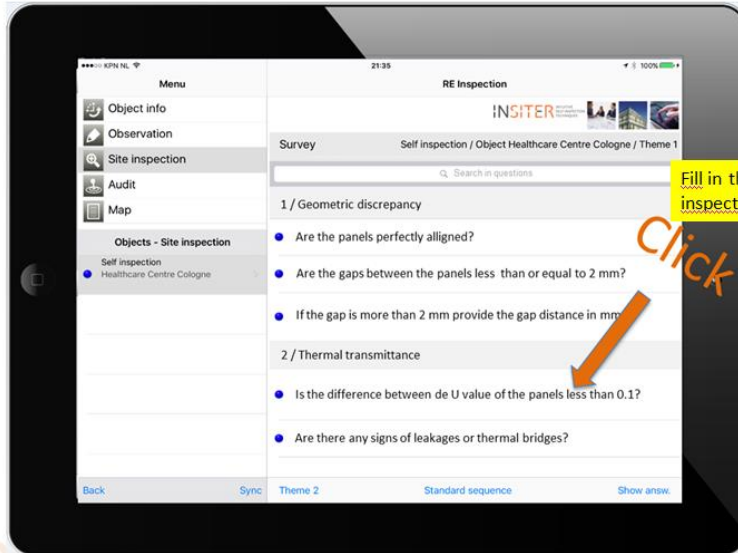 KPN NL
21:35
100%
Menu
RE Inspection
Object info
Observation
Site inspection
Audit
Map
Objects - Site inspection
Self inspection
Healthcare Centre Cologne
INSITER
Survey
Self inspection / Object Healthcare Centre Cologne / Theme 1
Search in questions
1 / Geometric discrepancy
Are the panels perfectly alligned?
Are the gaps between the panels less than or equal to 2 mm?
If the gap is more than 2 mm provide the gap distance in mm
2 / Thermal transmittance
Is the difference between de U value of the panels less than 0.1?
Are there any signs of leakages or thermal bridges?
Back
Sync
Theme 2
Standard sequence
Show answ.
Fill in th
inspect
Click